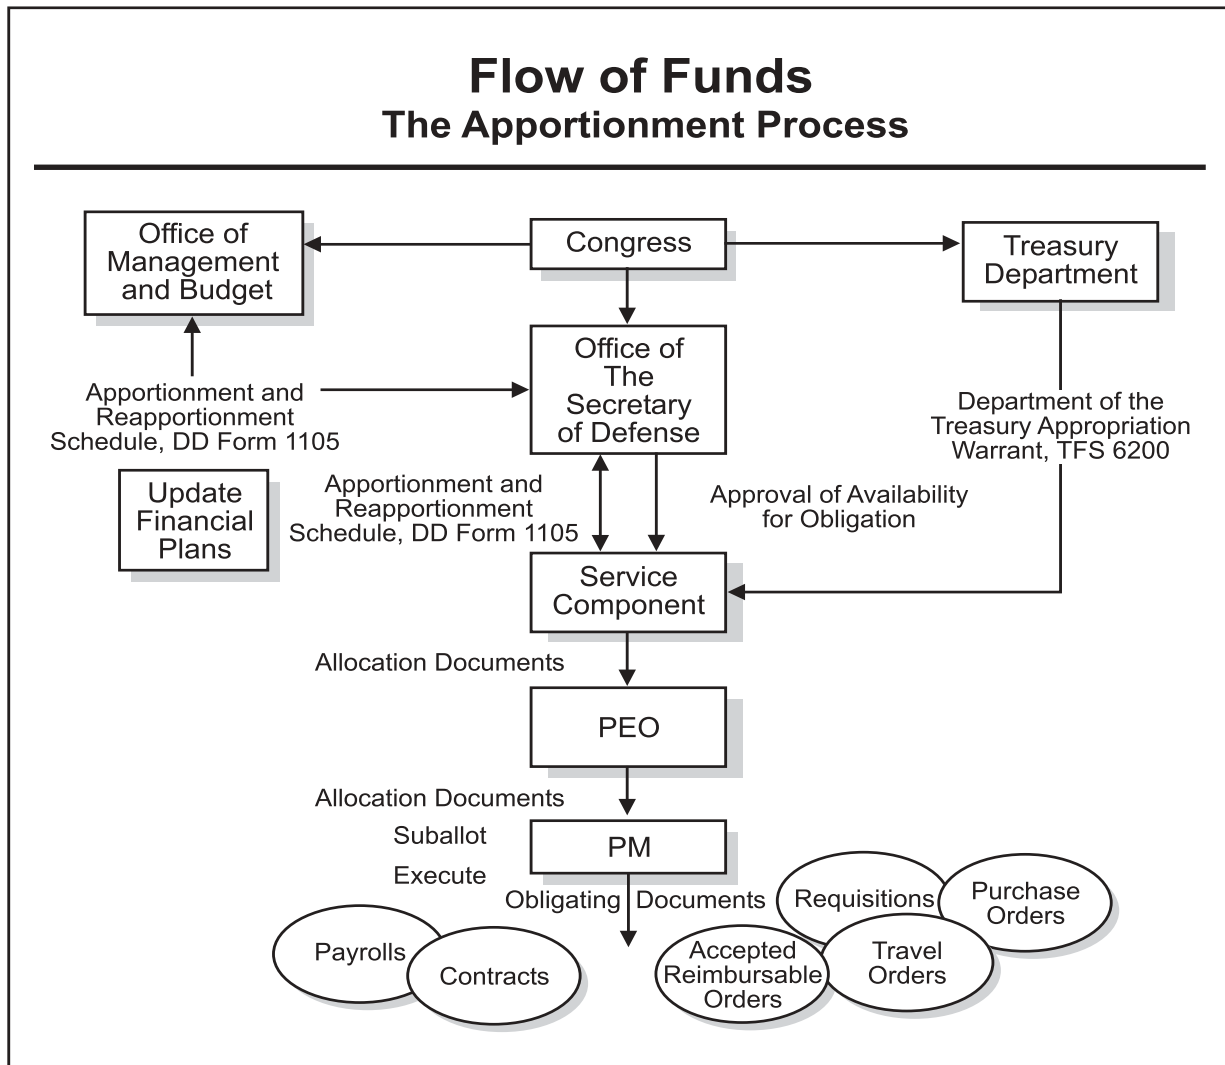 Flow of Funds
The Apportionment Process
Office of
Management
and Budget
Congress
Treasury
Department
Office of
The
Secretary
of Defense
Apportionment and
Reapportionment
Schedule, DD Form 1105
Department of the
Treasury Appropriation
Warrant, TFS 6200
Update
Financial
Plans
Apportionment and
Reapportionment
Schedule, DD Form 1105
Approval of Availability
for Obligation
Service
Component
Allocation Documents
PEO
Allocation Documents
Suballot
Execute
PM
Obligating Documents
Payrolls
Contracts
Requisitions
Purchase
Orders
Accepted
Reimbursable
Orders
Travel
Orders